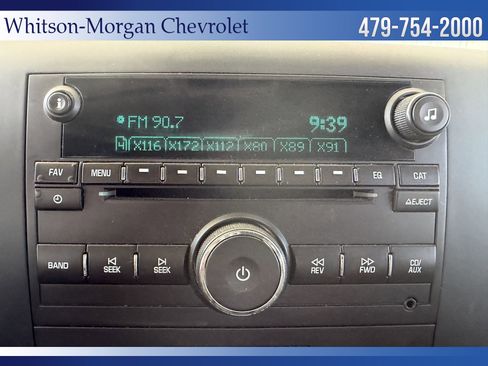 Whitson-Morgan Chevrolet 479-754-2000
FM 90.7 9:39
4 X116 X172 X112 X80 X89 X91
FAV MENU EQ CAT
EJECT
BAND SEEK SEEK REV FWD CD/AUX